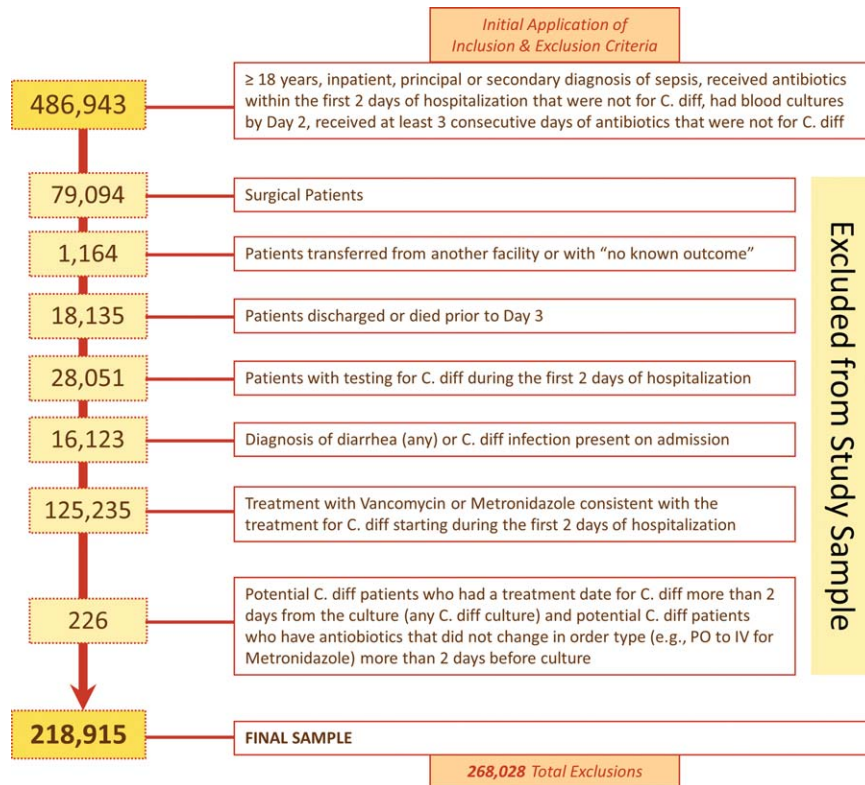 Initial Application of
Inclusion & Exclusion Criteria
486,943
≥ 18 years, inpatient, principal or secondary diagnosis of sepsis, received antibiotics
within the first 2 days of hospitalization that were not for C. diff, had blood cultures
by Day 2, received at least 3 consecutive days of antibiotics that were not for C. diff
79,094
Surgical Patients
1,164
Patients transferred from another facility or with “no known outcome”
18,135
Patients discharged or died prior to Day 3
28,051
Patients with testing for C. diff during the first 2 days of hospitalization
16,123
Diagnosis of diarrhea (any) or C. diff infection present on admission
125,235
Treatment with Vancomycin or Metronidazole consistent with the
treatment for C. diff starting during the first 2 days of hospitalization
226
Potential C. diff patients who had a treatment date for C. diff more than 2
days from the culture (any C. diff culture) and potential C. diff patients
who have antiobiotics that did not change in order type (e.g., PO to IV for
Metronidazole) more than 2 days before culture
Excluded from Study Sample
218,915
FINAL SAMPLE
268,028 Total Exclusions